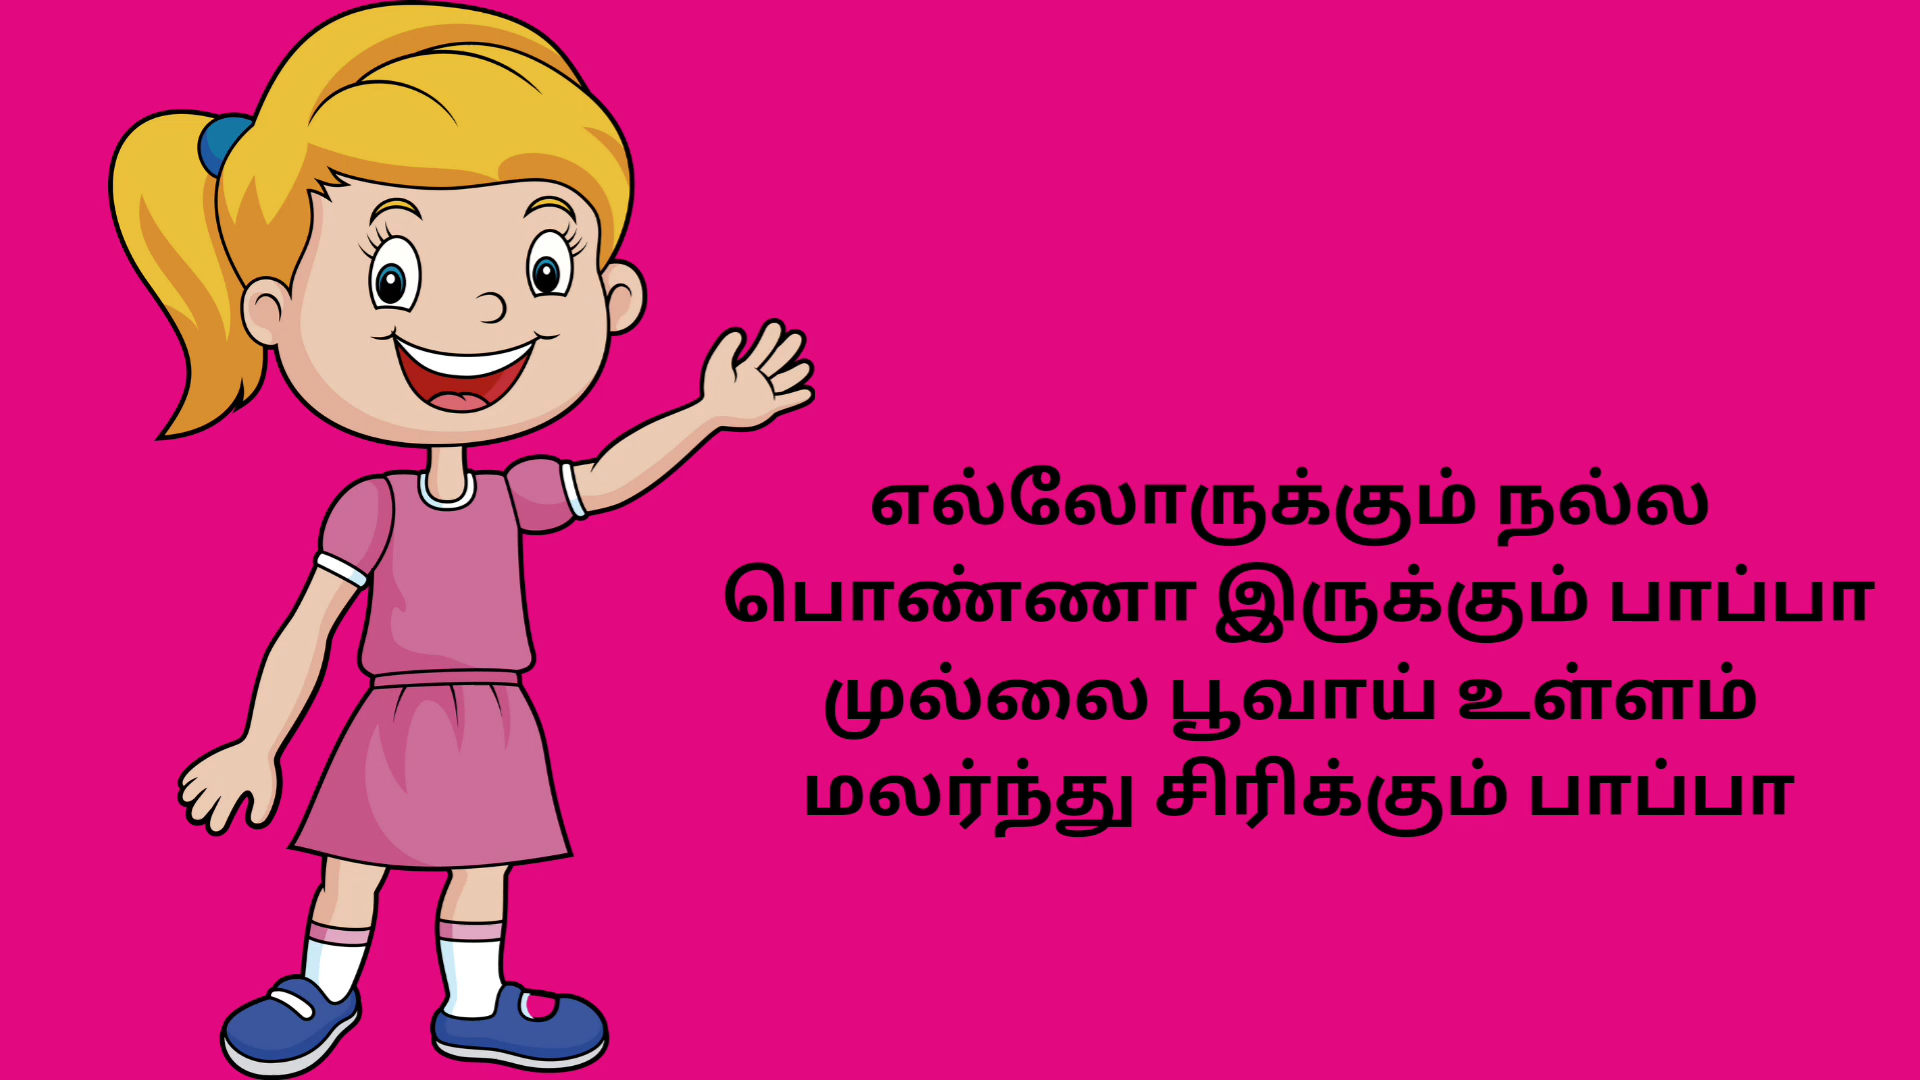 எல்லோருக்கும் நல்ல
பொண்ணா இருக்கும் பாப்பா
முல்லை பூவாய் உள்ளம்
மலர்ந்து சிரிக்கும் பாப்பா